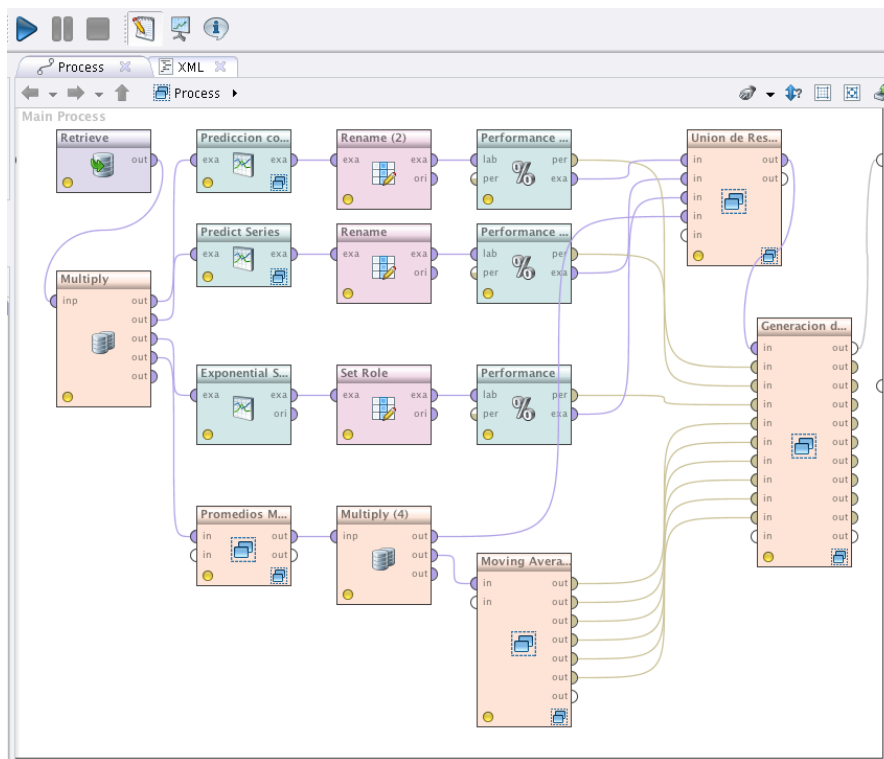 Process
XML
Process
Main Process
Retrieve
out
Prediccion co...
exa exa
Rename (2)
exa exa
ori
Performance ...
lab per
per exa
Union de Res...
in out
in out
in
in
in
Predict Series
exa exa
Rename
exa exa
ori
Performance ...
lab per
per exa
Multiply
inp out
out
out
out
out
Generacion d...
in out
in out
in out
in out
in out
in out
in out
in out
in out
in out
in out
Exponential S...
exa exa
ori
Set Role
exa exa
ori
Performance
lab per
per exa
Promedios M...
in out
in out
Multiply (4)
inp out
out
out
Moving Avera...
in out
in out
out
out
out
out
out